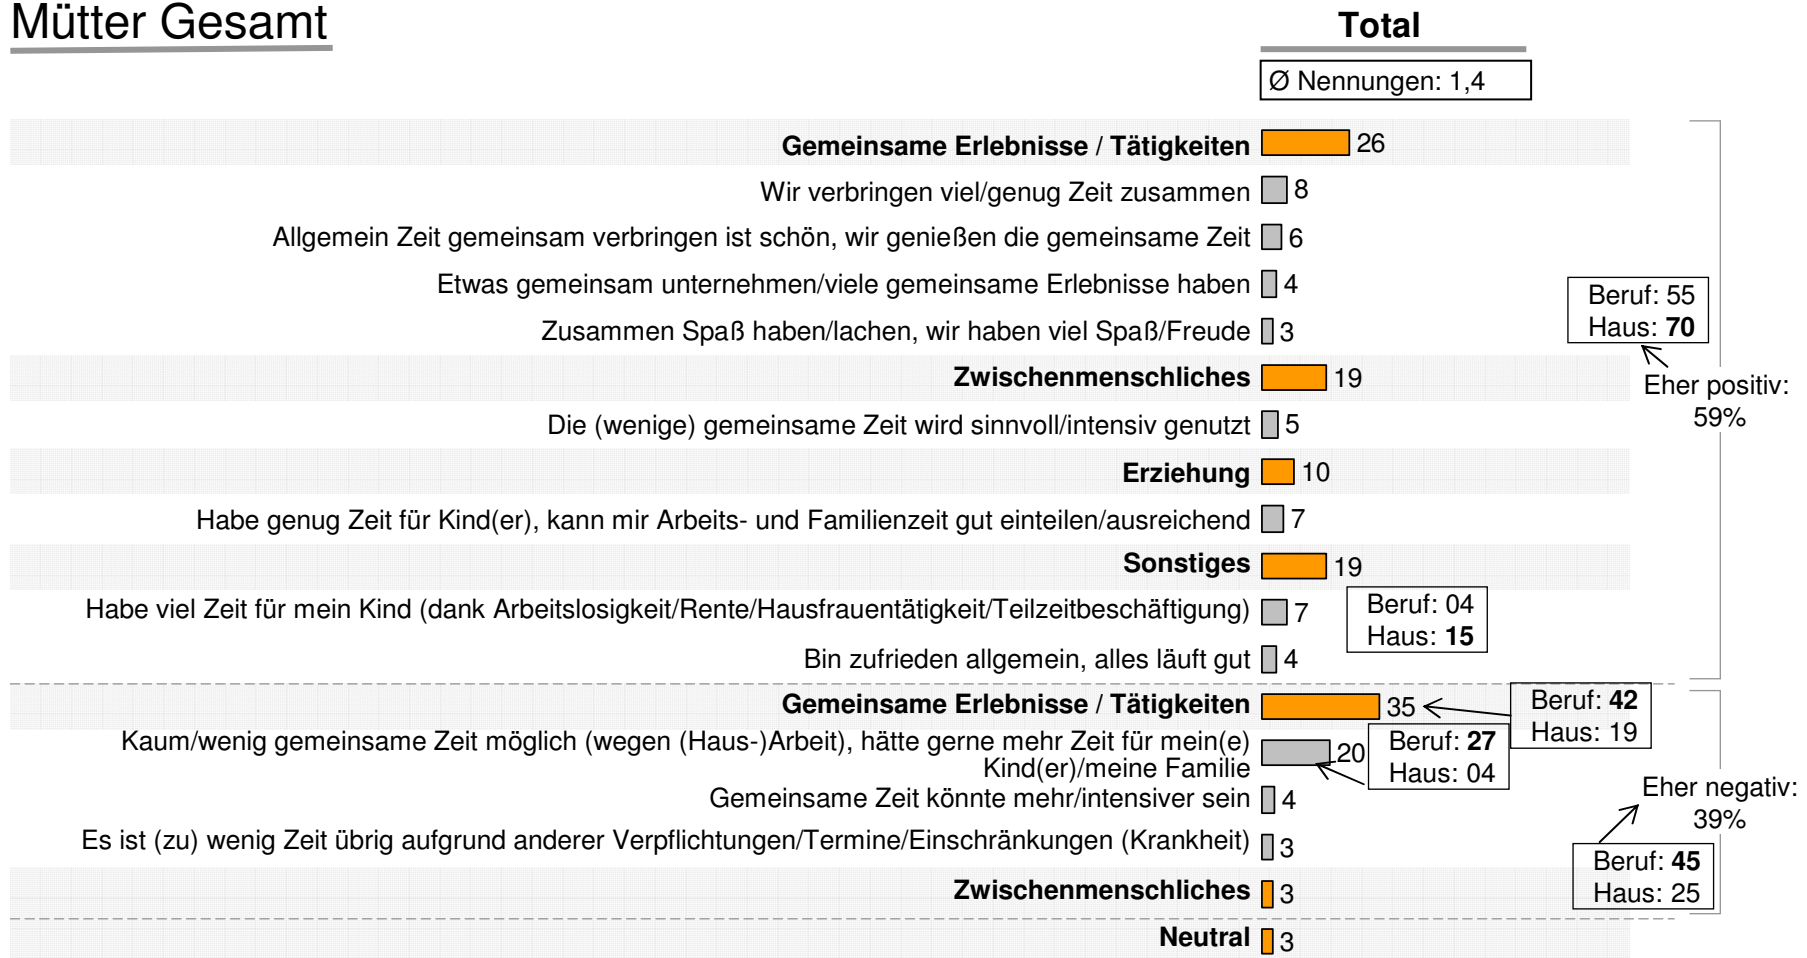 Mütter Gesamt
Total
Ø Nennungen: 1,4
Gemeinsame Erlebnisse / Tätigkeiten 26
Wir verbringen viel/genug Zeit zusammen 8
Allgemein Zeit gemeinsam verbringen ist schön, wir genießen die gemeinsame Zeit 6
Etwas gemeinsam unternehmen/viele gemeinsame Erlebnisse haben 4
Beruf: 55
Haus: 70
Zusammen Spaß haben/lachen, wir haben viel Spaß/Freude 3
Zwischenmenschliches 19
Eher positiv:
59%
Die (wenige) gemeinsame Zeit wird sinnvoll/intensiv genutzt 5
Erziehung 10
Habe genug Zeit für Kind(er), kann mir Arbeits- und Familienzeit gut einteilen/ausreichend 7
Sonstiges 19
Habe viel Zeit für mein Kind (dank Arbeitslosigkeit/Rente/Hausfrauentätigkeit/Teilzeitbeschäftigung) 7
Beruf: 04
Haus: 15
Bin zufrieden allgemein, alles läuft gut 4
Gemeinsame Erlebnisse / Tätigkeiten 35
Beruf: 42
Haus: 19
Kaum/wenig gemeinsame Zeit möglich (wegen (Haus-)Arbeit), hätte gerne mehr Zeit für mein(e)
Kind(er)/meine Familie 20
Beruf: 27
Haus: 04
Gemeinsame Zeit könnte mehr/intensiver sein 4
Eher negativ:
39%
Es ist (zu) wenig Zeit übrig aufgrund anderer Verpflichtungen/Termine/Einschränkungen (Krankheit) 3
Beruf: 45
Haus: 25
Zwischenmenschliches 3
Neutral 3